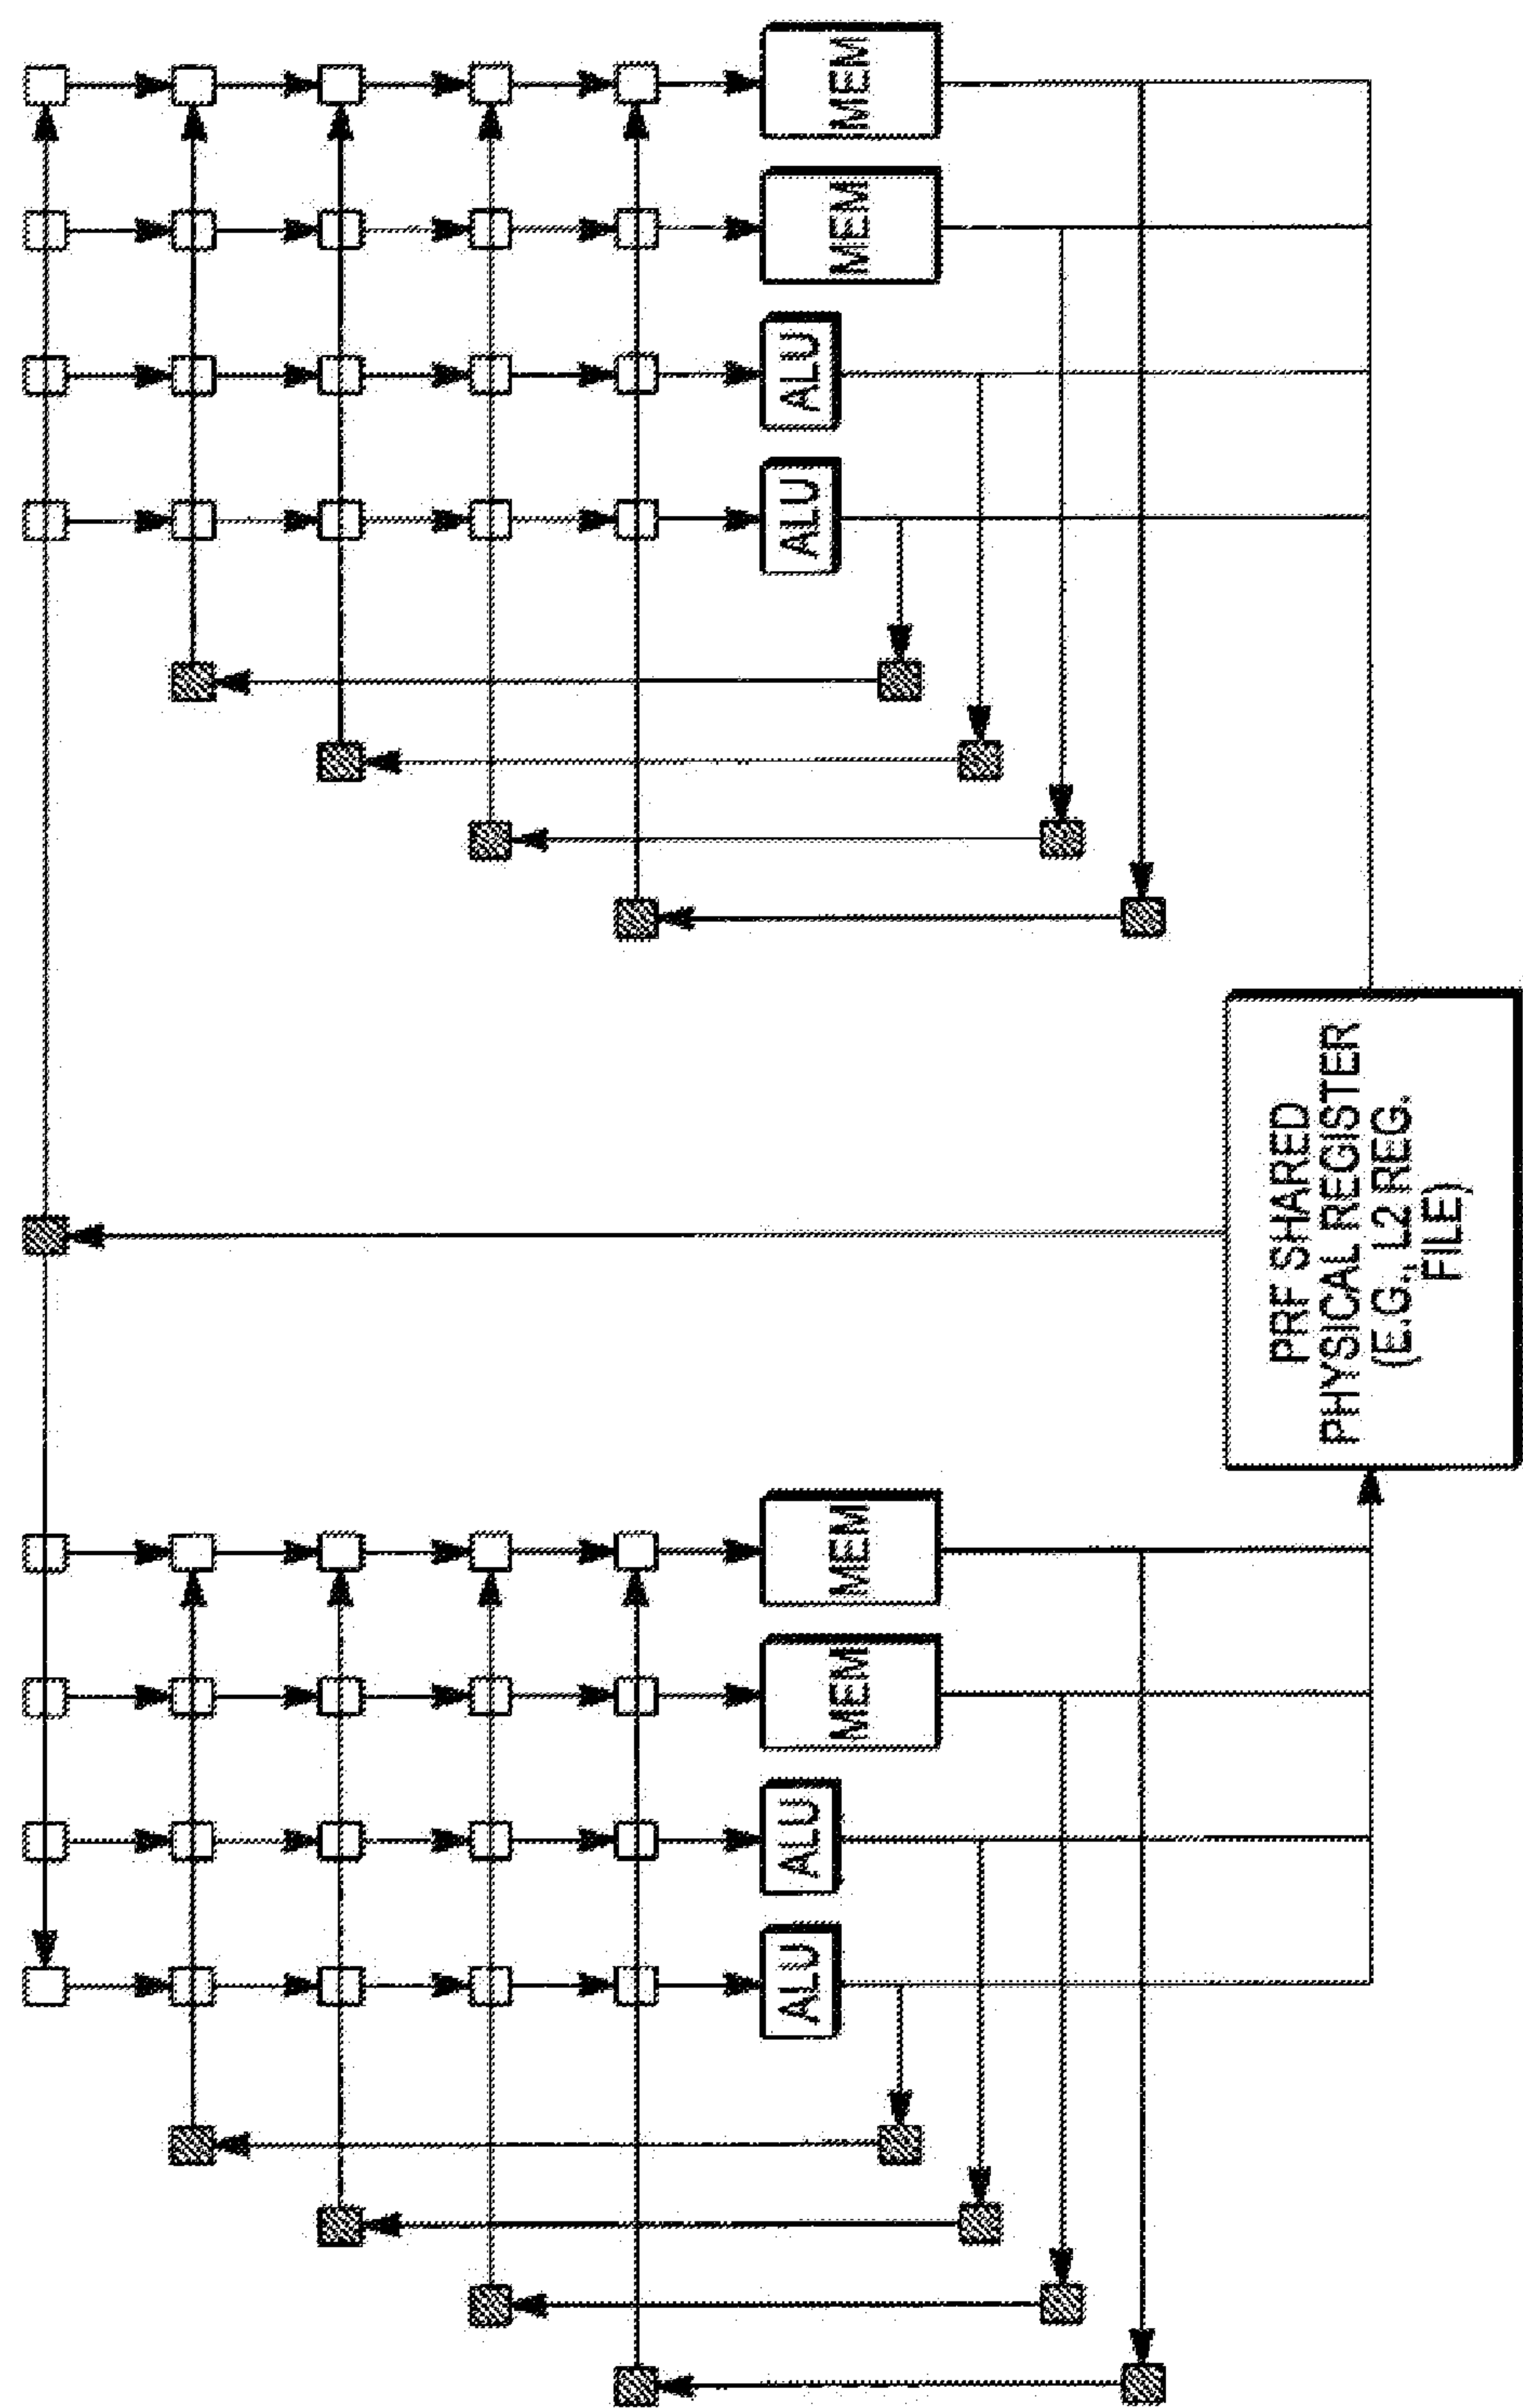 ALU
ALU
MEM
MEM
PRF SHARED
PHYSICAL REGISTER
(E.G., L2 REG.
FILE)
ALU
ALU
MEM
MEM